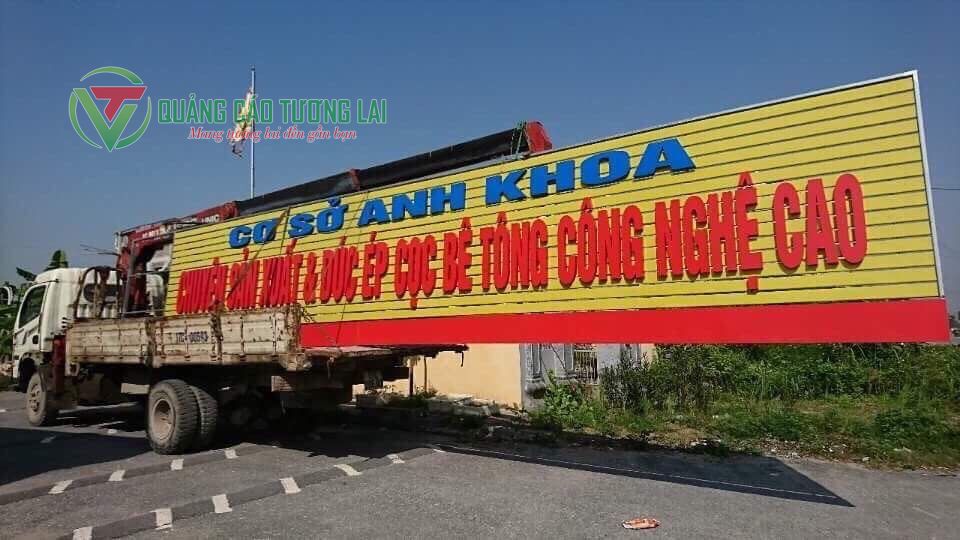 QUẢNG CÁO TƯƠNG LAI
Mang tương lai đến gần bạn
CƠ SỞ ANH KHOA
CHUYÊN SẢN XUẤT & ĐÚC ÉP CỌC BÊ TÔNG CÔNG NGHỆ CAO